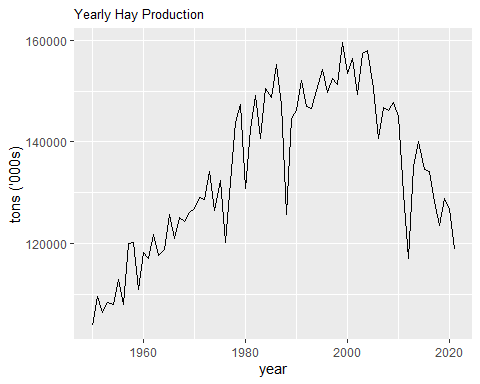 Yearly Hay Production
160000
140000
120000
tons ('000s)
1960 1980 2000 2020
year